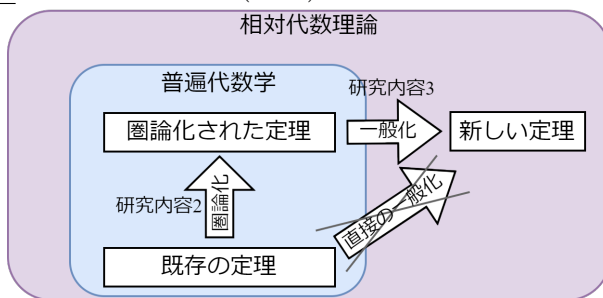 相対代数理論
普遍代数学
研究内容3
圏論化された定理
一般化
新しい定理
研究内容2
圏論化
直接の一般化
既存の定理